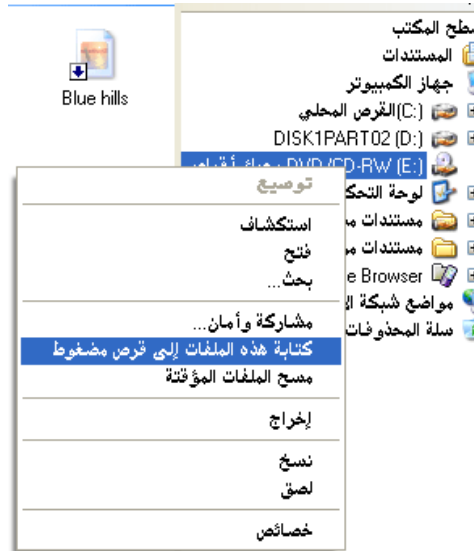 سطح المكتب
المستندات
جهاز الكمبيوتر
القرص المحلي(C:)
DISK1PART02 (D:)
DVD/CD-RW (E:)
لوحة
مستندات
مستندات
Browser
مواضع شبكة
سلة المحذوفات
Blue hills
توصيع
استكشاف
فتح
بحث...
مشاركة وأمان...
كتابة هذه الملفات إلى قرص مضغوط
مسح الملفات المؤقتة
إخراج
نسخ
لصق
خصائص